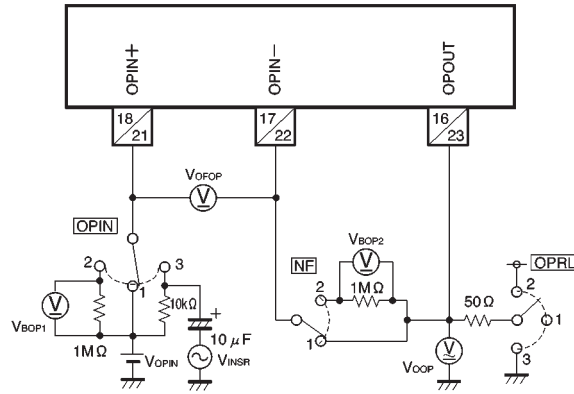 OPIN+
OPIN−
OPOUT
18
21
17
22
16
23
VOFOP
OPIN
2
3
1
VBOP1
1MΩ
10kΩ
+
10 μF
VOPIN
VINSR
NF
VBOP2
2
1MΩ
1
50Ω
VOOP
OPRL
2
1
3
V
V
V
V